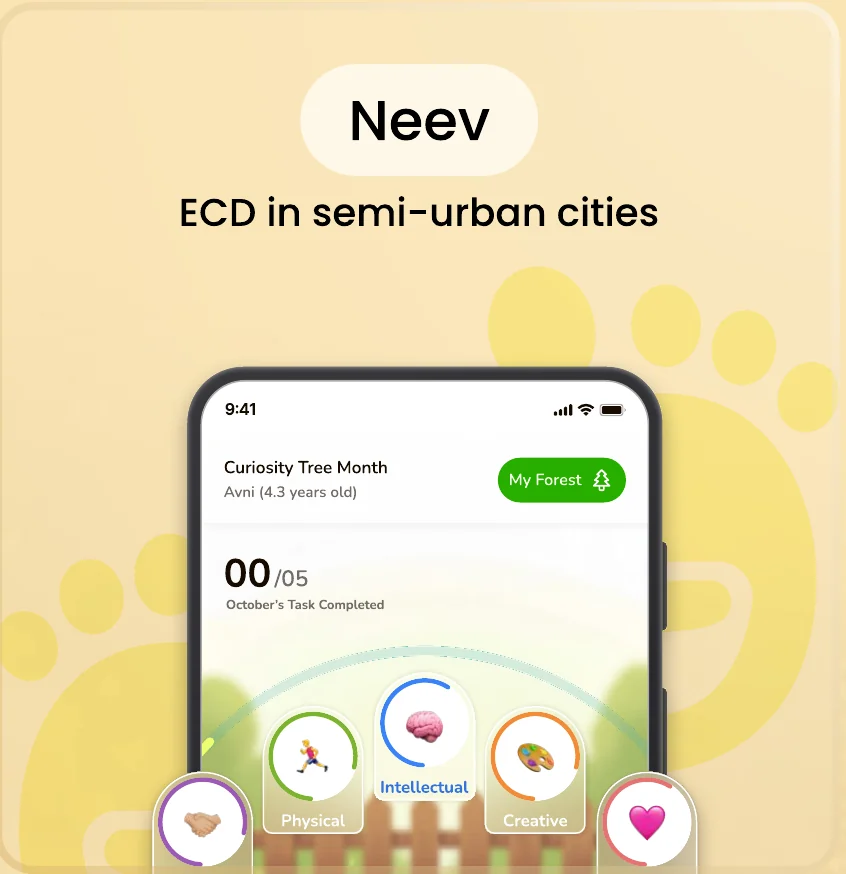 Neev
ECD in semi-urban cities
9:41
Curiosity Tree Month
Avni (4.3 years old)
My Forest
00/05
October's Task Completed
Intellectual
Physical
Creative